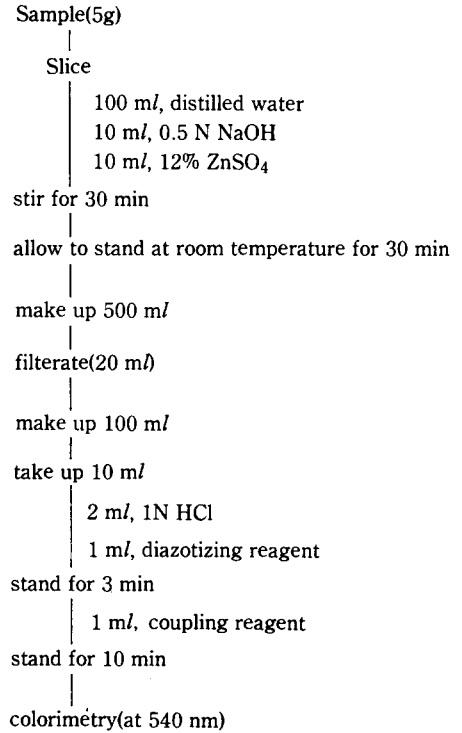 Sample(5g)
Slice
100 ml, distilled water
10 ml, 0.5 N NaOH
10 ml, 12% ZnSO₄
stir for 30 min
allow to stand at room temperature for 30 min
make up 500 ml
filterate(20 ml)
make up 100 ml
take up 10 ml
2 ml, 1N HCl
1 ml, diazotizing reagent
stand for 3 min
1 ml, coupling reagent
stand for 10 min
colorimetry(at 540 nm)